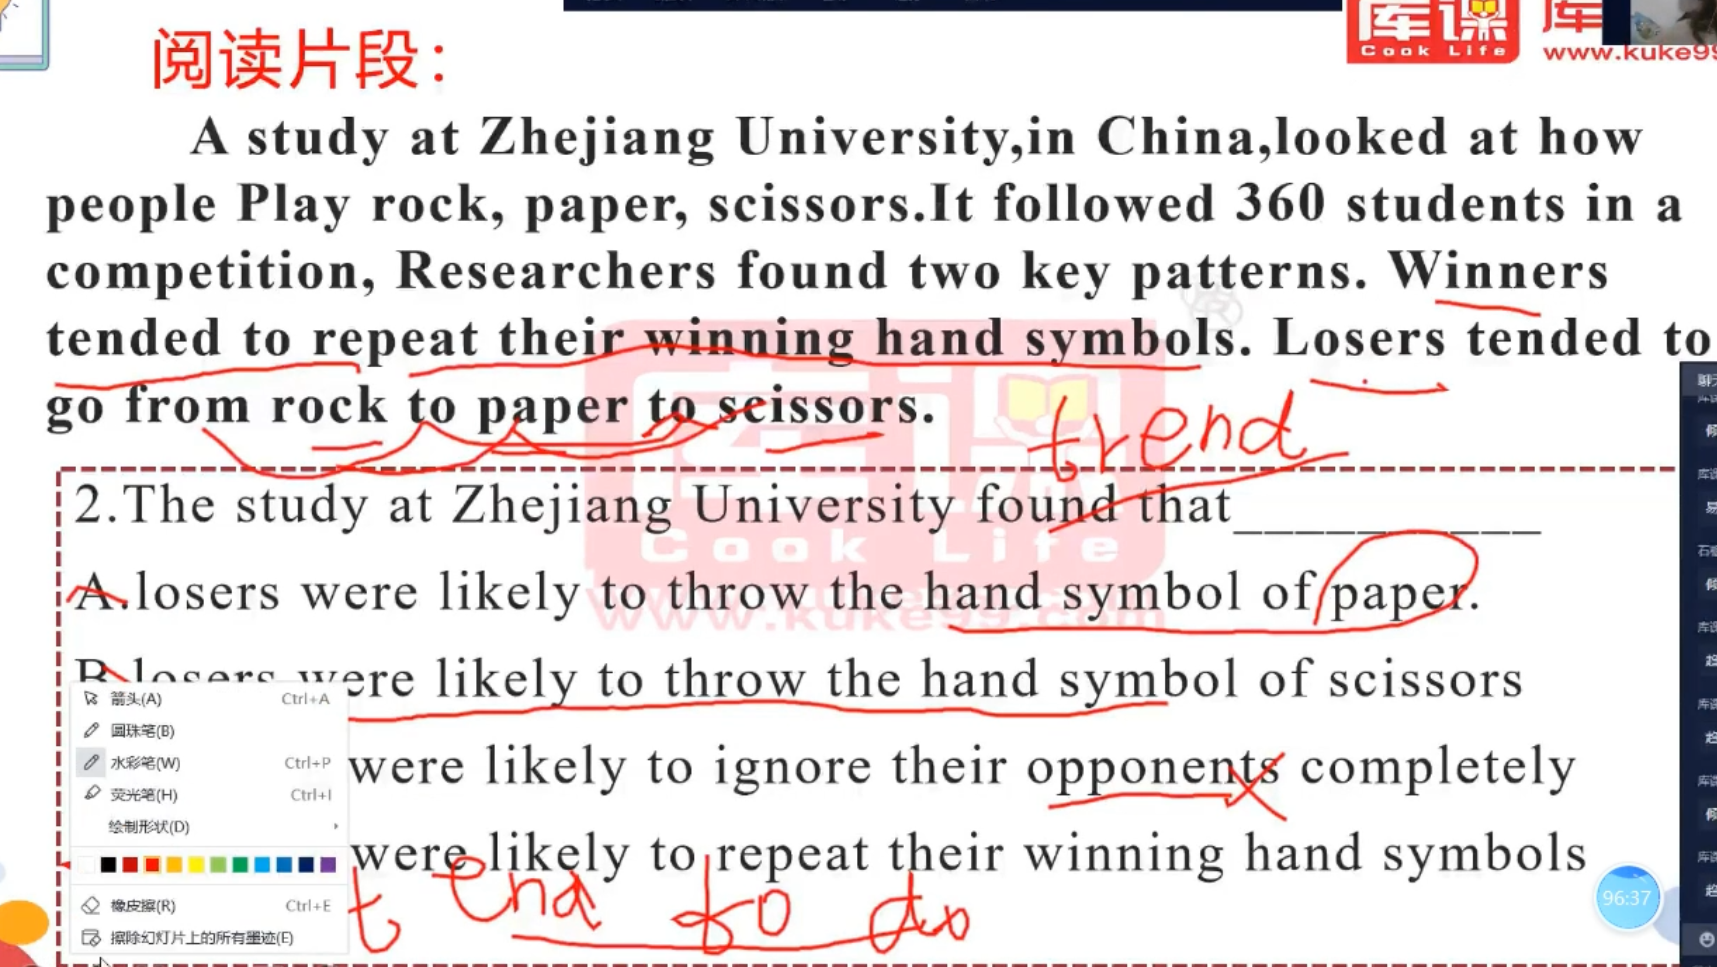 库课
Cook Life
www.kuke99
阅读片段：
A study at Zhejiang University,in China,looked at how
people Play rock, paper, scissors.It followed 360 students in a
competition, Researchers found two key patterns. Winners
tended to repeat their winning hand symbols. Losers tended to
go from rock to paper to scissors.
trend
2.The study at Zhejiang University found that__________
A.losers were likely to throw the hand symbol of paper.
B.losers were likely to throw the hand symbol of scissors
were likely to ignore their opponents completely
were likely to repeat their winning hand symbols
tend to do
库课
Cook Life
www.kuke99.com
箭头(A) Ctrl+A
圆珠笔(B)
水彩笔(W) Ctrl+P
荧光笔(H) Ctrl+I
绘制形状(D)
橡皮擦(R) Ctrl+E
擦除幻灯片上的所有墨迹(E)
96:37